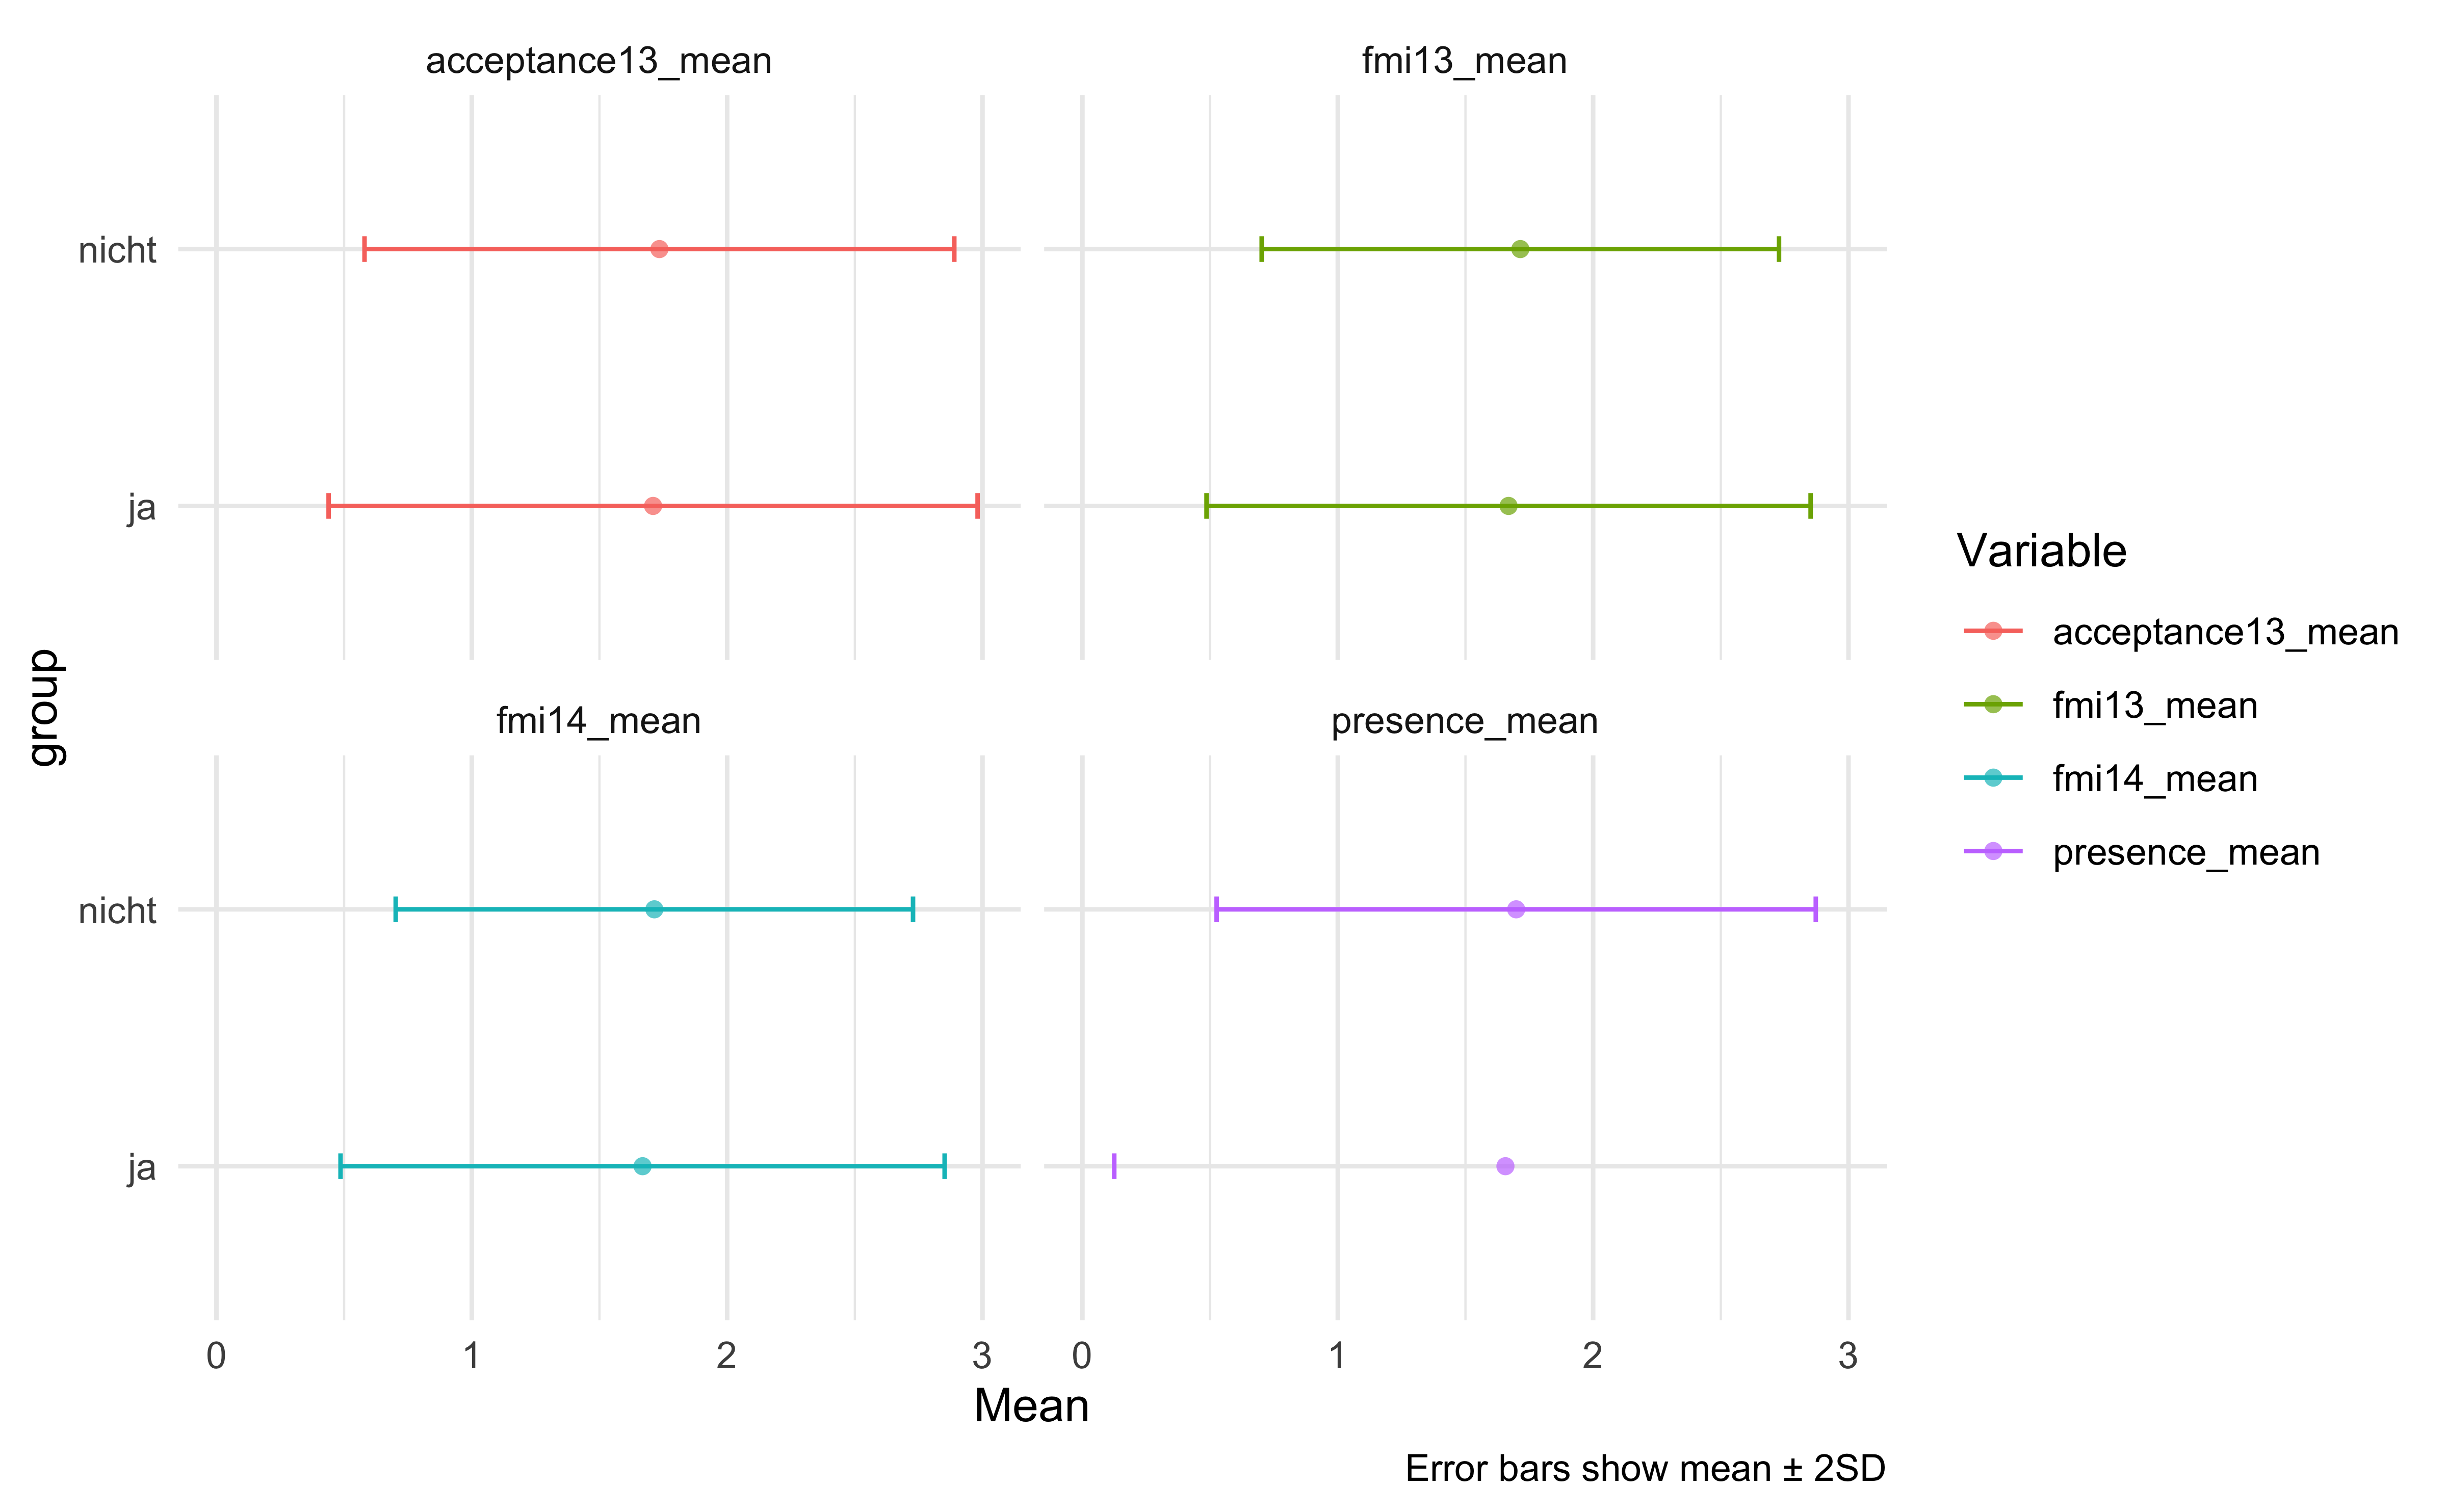 acceptance13_mean
fmi13_mean
nicht
ja
fmi14_mean
presence_mean
nicht
ja
group
0 1 2 3 0 1 2 3
Mean
Error bars show mean ± 2SD
Variable
acceptance13_mean
fmi13_mean
fmi14_mean
presence_mean